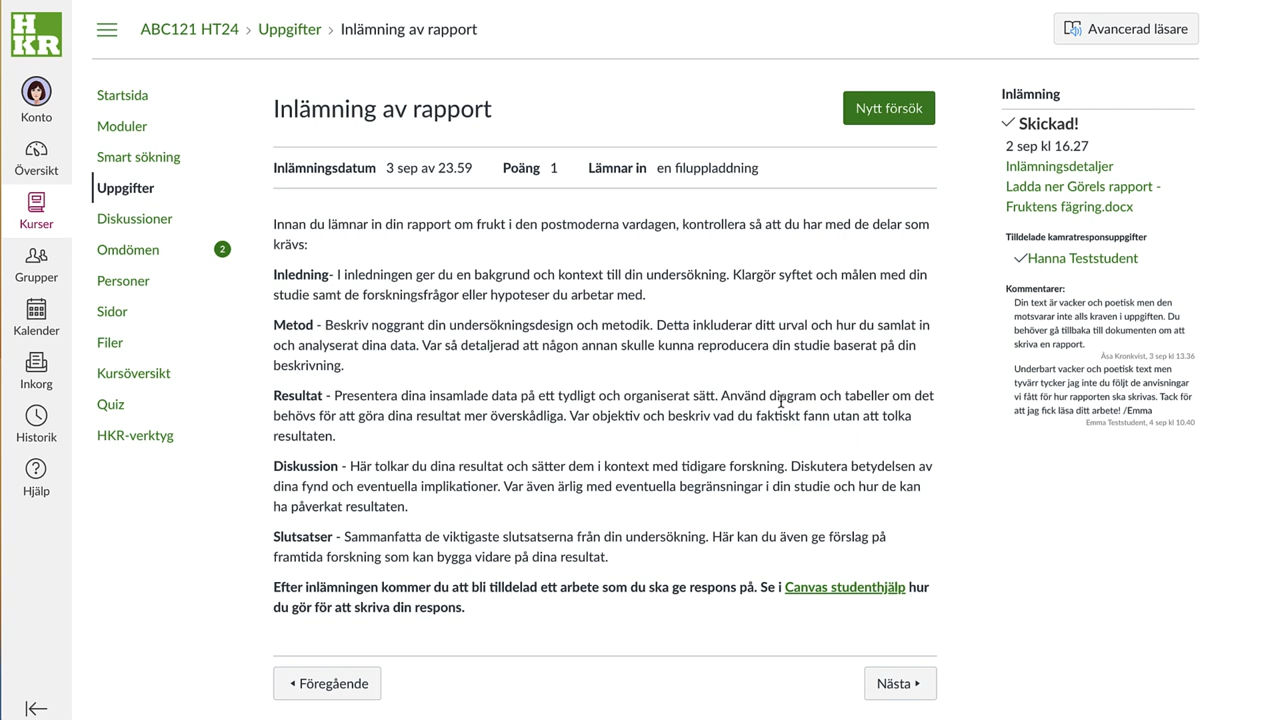 HKR
ABC121 HT24 › Uppgifter › Inlämning av rapport
Avancerad läsare
Konto
Översikt
Kurser
Grupper
Kalender
Inkorg
Historik
Hjälp
Startsida
Moduler
Smart sökning
Uppgifter
Diskussioner
Omdömen 2
Personer
Sidor
Filer
Kursöversikt
Quiz
HKR-verktyg
Inlämning av rapport
Nytt försök
Inlämningsdatum 3 sep av 23.59 Poäng 1 Lämnar in en filuppladdning
Innan du lämnar in din rapport om frukt i den postmoderna vardagen, kontrollera så att du har med de delar som
krävs:
Inledning- I inledningen ger du en bakgrund och kontext till din undersökning. Klargör syftet och målen med din
studie samt de forskningsfrågor eller hypoteser du arbetar med.
Metod - Beskriv noggrant din undersökningsdesign och metodik. Detta inkluderar ditt urval och hur du samlat in
och analyserat dina data. Var så detaljerad att någon annan skulle kunna reproducera din studie baserat på din
beskrivning.
Resultat - Presentera dina insamlade data på ett tydligt och organiserat sätt. Använd diagram och tabeller om det
behövs för att göra dina resultat mer överskådliga. Var objektiv och beskriv vad du faktiskt fann utan att tolka
resultaten.
Diskussion - Här tolkar du dina resultat och sätter dem i kontext med tidigare forskning. Diskutera betydelsen av
dina fynd och eventuella implikationer. Var även ärlig med eventuella begränsningar i din studie och hur de kan
ha påverkat resultaten.
Slutsatser - Sammanfatta de viktigaste slutsatserna från din undersökning. Här kan du även ge förslag på
framtida forskning som kan bygga vidare på dina resultat.
Efter inlämningen kommer du att bli tilldelad ett arbete som du ska ge respons på. Se i Canvas studenthjälp hur
du gör för att skriva din respons.
Föregående
Nästa
Inlämning
Skickad!
2 sep kl 16.27
Inlämningsdetaljer
Ladda ner Görels rapport -
Fruktens fägring.docx
Tilldelade kamratresponsuppgifter
Hanna Teststudent
Kommentarer:
Din text är vacker och poetisk men den
motsvarar inte alls kraven i uppgiften. Du
behöver gå tillbaka till dokumenten om att
skriva en rapport.
Åsa Kronkvist, 3 sep kl 13.36
Underbart vacker och poetisk text men
tyvärr tycker jag inte du följt de anvisningar
vi fått för hur rapporten ska skrivas. Tack för
att jag fick läsa ditt arbete! /Emma
Emma Teststudent, 4 sep kl 10.40